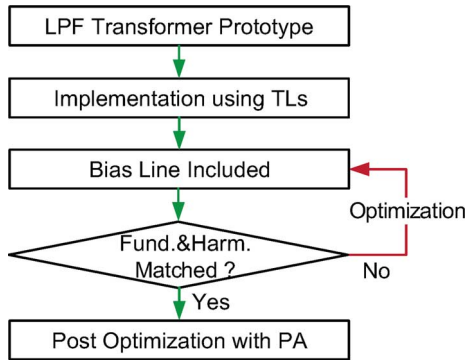 LPF Transformer Prototype
Implementation using TLs
Bias Line Included
Optimization
Fund.&Harm.
Matched ?
No
Yes
Post Optimization with PA